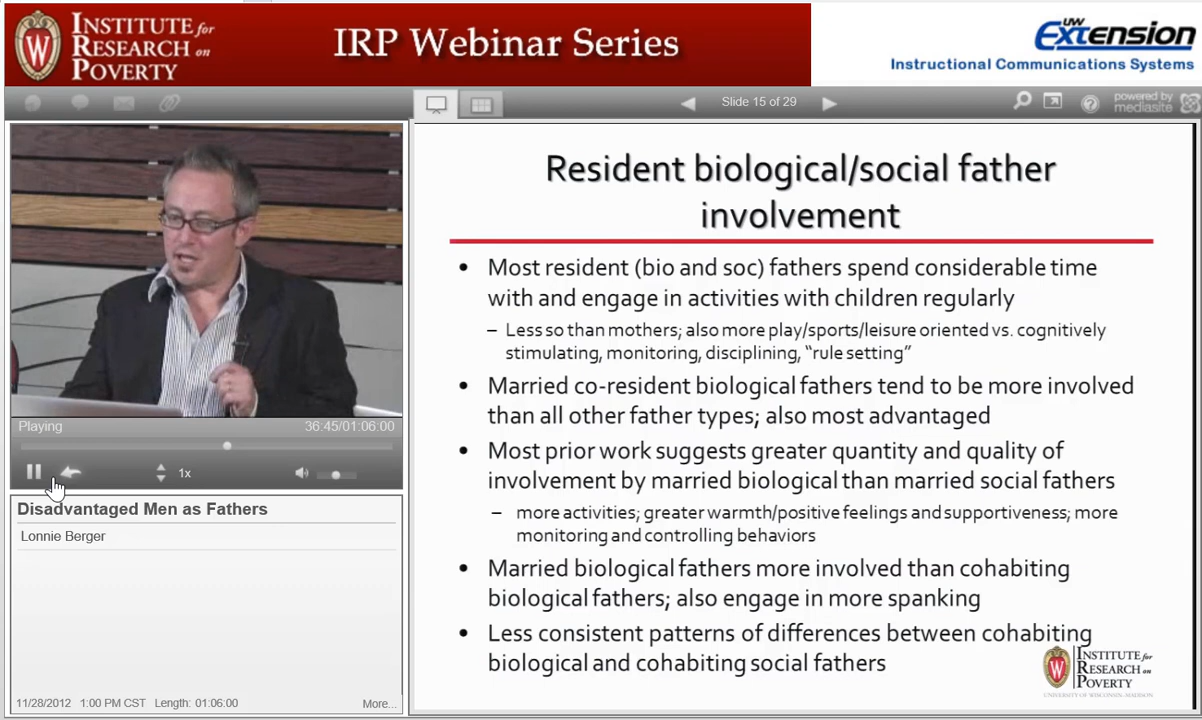 INSTITUTE for
RESEARCH on
POVERTY
IRP Webinar Series
UW
Extension
Instructional Communications Systems
Slide 15 of 29
powered by
mediasite
Playing
36:45/01:06:00
1x
Disadvantaged Men as Fathers
Lonnie Berger
11/28/2012 1:00 PM CST Length: 01:06:00
More...
Resident biological/social father
involvement
• Most resident (bio and soc) fathers spend considerable time
with and engage in activities with children regularly
– Less so than mothers; also more play/sports/leisure oriented vs. cognitively
stimulating, monitoring, disciplining, “rule setting”
• Married co-resident biological fathers tend to be more involved
than all other father types; also most advantaged
• Most prior work suggests greater quantity and quality of
involvement by married biological than married social fathers
– more activities; greater warmth/positive feelings and supportiveness; more
monitoring and controlling behaviors
• Married biological fathers more involved than cohabiting
biological fathers; also engage in more spanking
• Less consistent patterns of differences between cohabiting
biological and cohabiting social fathers
INSTITUTE for
RESEARCH on
POVERTY
UNIVERSITY OF WISCONSIN-MADISON